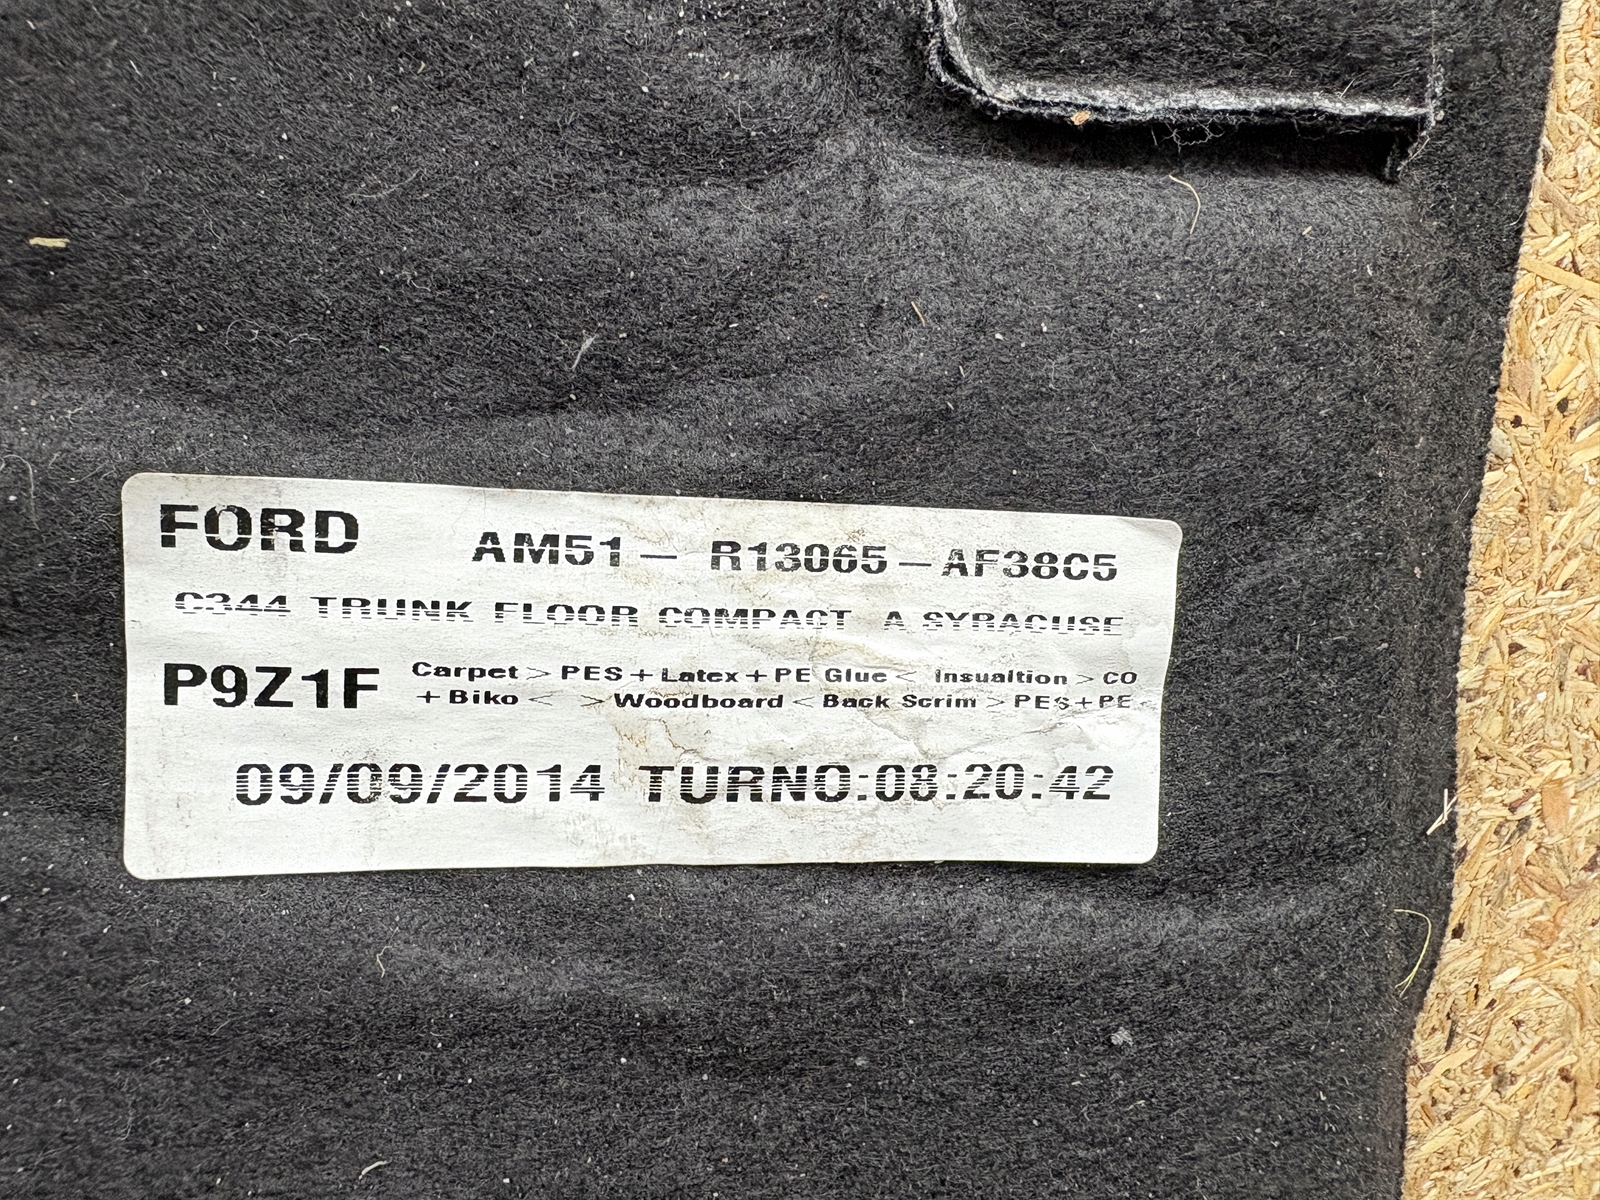 FORD AM51- R13065-AF38C5
C344 TRUNK FLOOR COMPACT A SYRACUSE
P9Z1F Carpet > PES + Latex + PE Glue < Insualtion > CO
+ Biko < > Woodboard < Back Scrim > PES + PE <
09/09/2014 TURNO:08:20:42